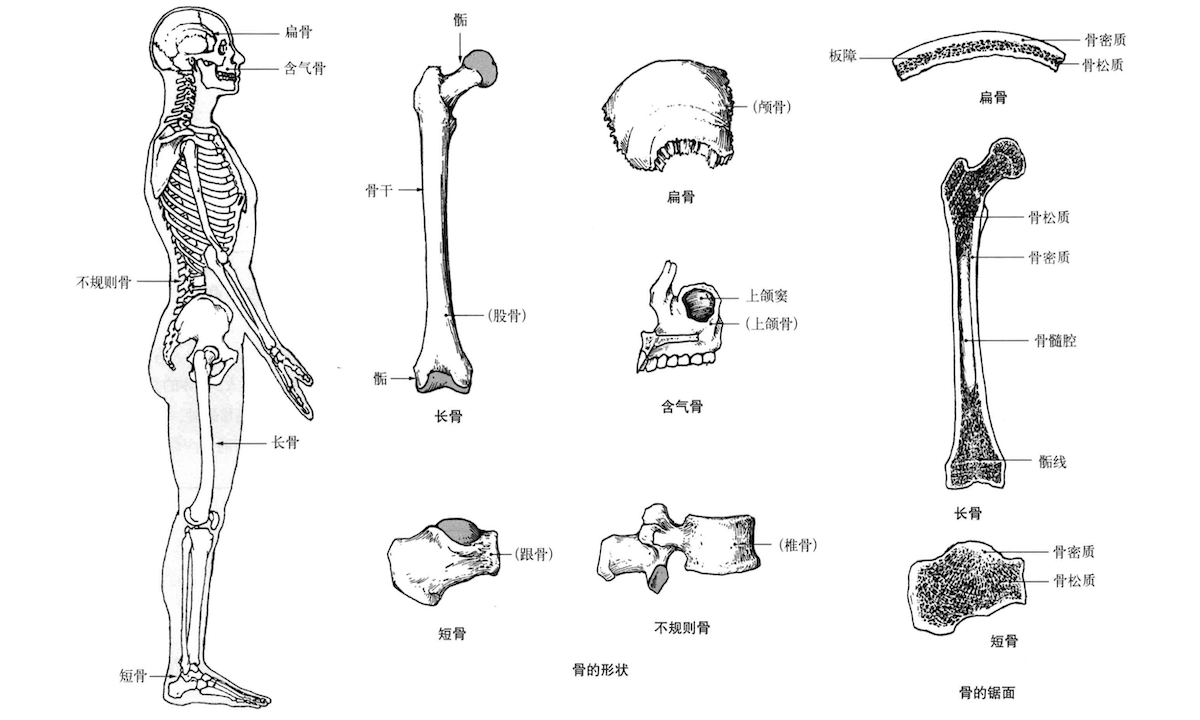 扁骨
含气骨
不规则骨
长骨
短骨
骺
骨干
(股骨)
骺
长骨
(颅骨)
扁骨
上颌窦
(上颌骨)
含气骨
(跟骨)
短骨
(椎骨)
不规则骨
骨的形状
板障
骨密质
骨松质
扁骨
骨松质
骨密质
骨髓腔
骺线
长骨
骨密质
骨松质
短骨
骨的锯面